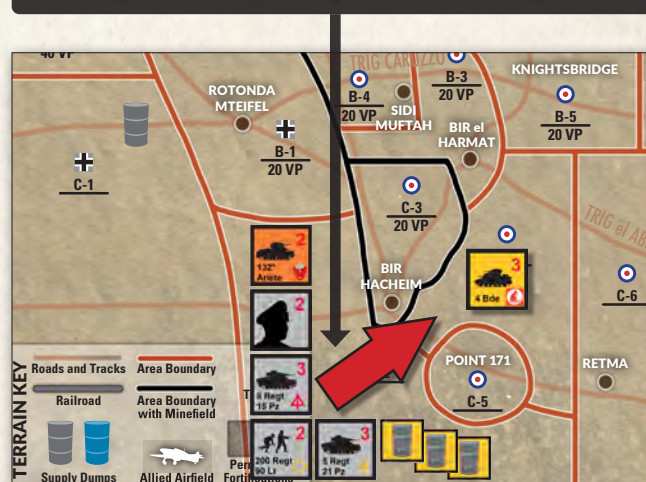 40 VP
TRIG CAPUZZO
KNIGHTSBRIDGE
B-3
20 VP
ROTONDA
MTEIFEL
B-4
20 VP
SIDI
MUFTAH
B-5
20 VP
BIR el
HARMAT
B-1
20 VP
C-1
C-3
20 VP
TRIG el AB
2
132°
Ariete
BIR
HACHEIM
3
4 Bde
C-6
2
POINT 171
C-5
RETMA
3
8 Regt
15 Pz
TERRAIN KEY
Roads and Tracks
Area Boundary
Railroad
Area Boundary
with Minefield
T
2
200 Regt
90 Lt
3
5 Regt
21 Pz
Supply Dumps
Allied Airfield
Per
Fortifications